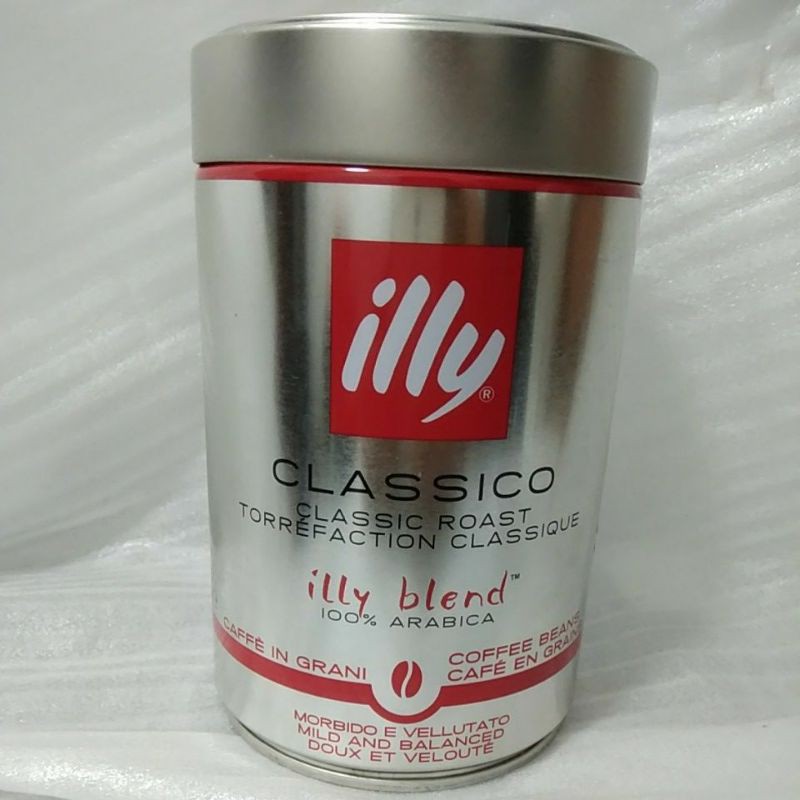 illy®
CLASSICO
CLASSIC ROAST
TORRÉFACTION CLASSIQUE
illy blend™
100% ARABICA
CAFFÈ IN GRANI
COFFEE BEANS
CAFÉ EN GRAINS
MORBIDO E VELLUTATO
MILD AND BALANCED
DOUX ET VELOUTÉ